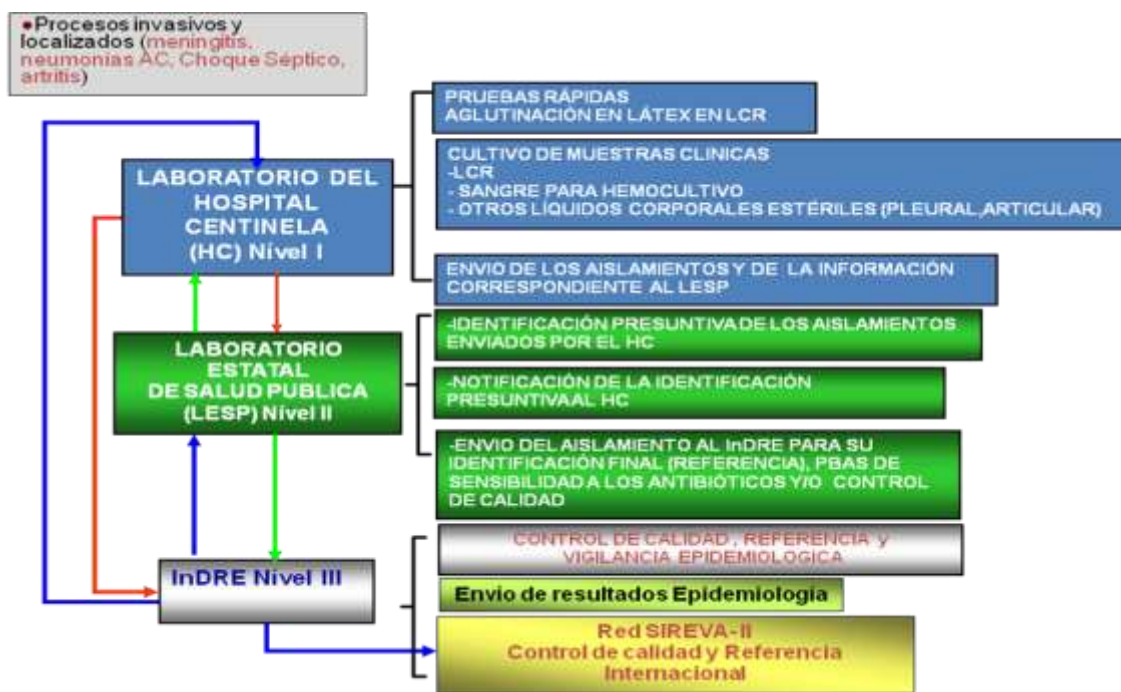 •Procesos invasivos y
localizados (meningitis,
neumonías AC, Choque Séptico,
artritis)
PRUEBAS RÁPIDAS
AGLUTINACIÓN EN LÁTEX EN LCR
CULTIVO DE MUESTRAS CLINICAS
-LCR
- SANGRE PARA HEMOCULTIVO
- OTROS LÍQUIDOS CORPORALES ESTÉRILES (PLEURAL,ARTICULAR)
ENVIO DE LOS AISLAMIENTOS Y DE LA INFORMACIÓN
CORRESPONDIENTE AL LESP
LABORATORIO DEL
HOSPITAL
CENTINELA
(HC) Nível I
-IDENTIFICACIÓN PRESUNTIVA DE LOS AISLAMIENTOS
ENVIADOS POR EL HC
-NOTIFICACIÓN DE LA IDENTIFICACIÓN
PRESUNTIVA AL HC
-ENVIO DEL AISLAMIENTO AL InDRE PARA SU
IDENTIFICACIÓN FINAL (REFERENCIA), PBAS DE
SENSIBILIDAD A LOS ANTIBIÓTICOS Y/O CONTROL
DE CALIDAD
LABORATORIO
ESTATAL
DE SALUD PUBLICA
(LESP) Nível II
InDRE Nível III
CONTROL DE CALIDAD , REFERENCIA y
VIGILANCIA EPIDEMIOLOGICA
Envio de resultados Epidemiología
Red SIREVA-II
Control de calidad y Referencia
Internacional